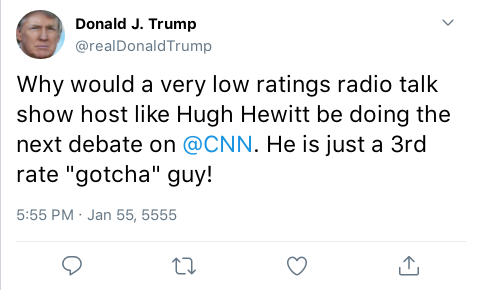 Donald J. Trump
@realDonaldTrump
Why would a very low ratings radio talk
show host like Hugh Hewitt be doing the
next debate on @CNN. He is just a 3rd
rate "gotcha" guy!
5:55 PM · Jan 55, 5555